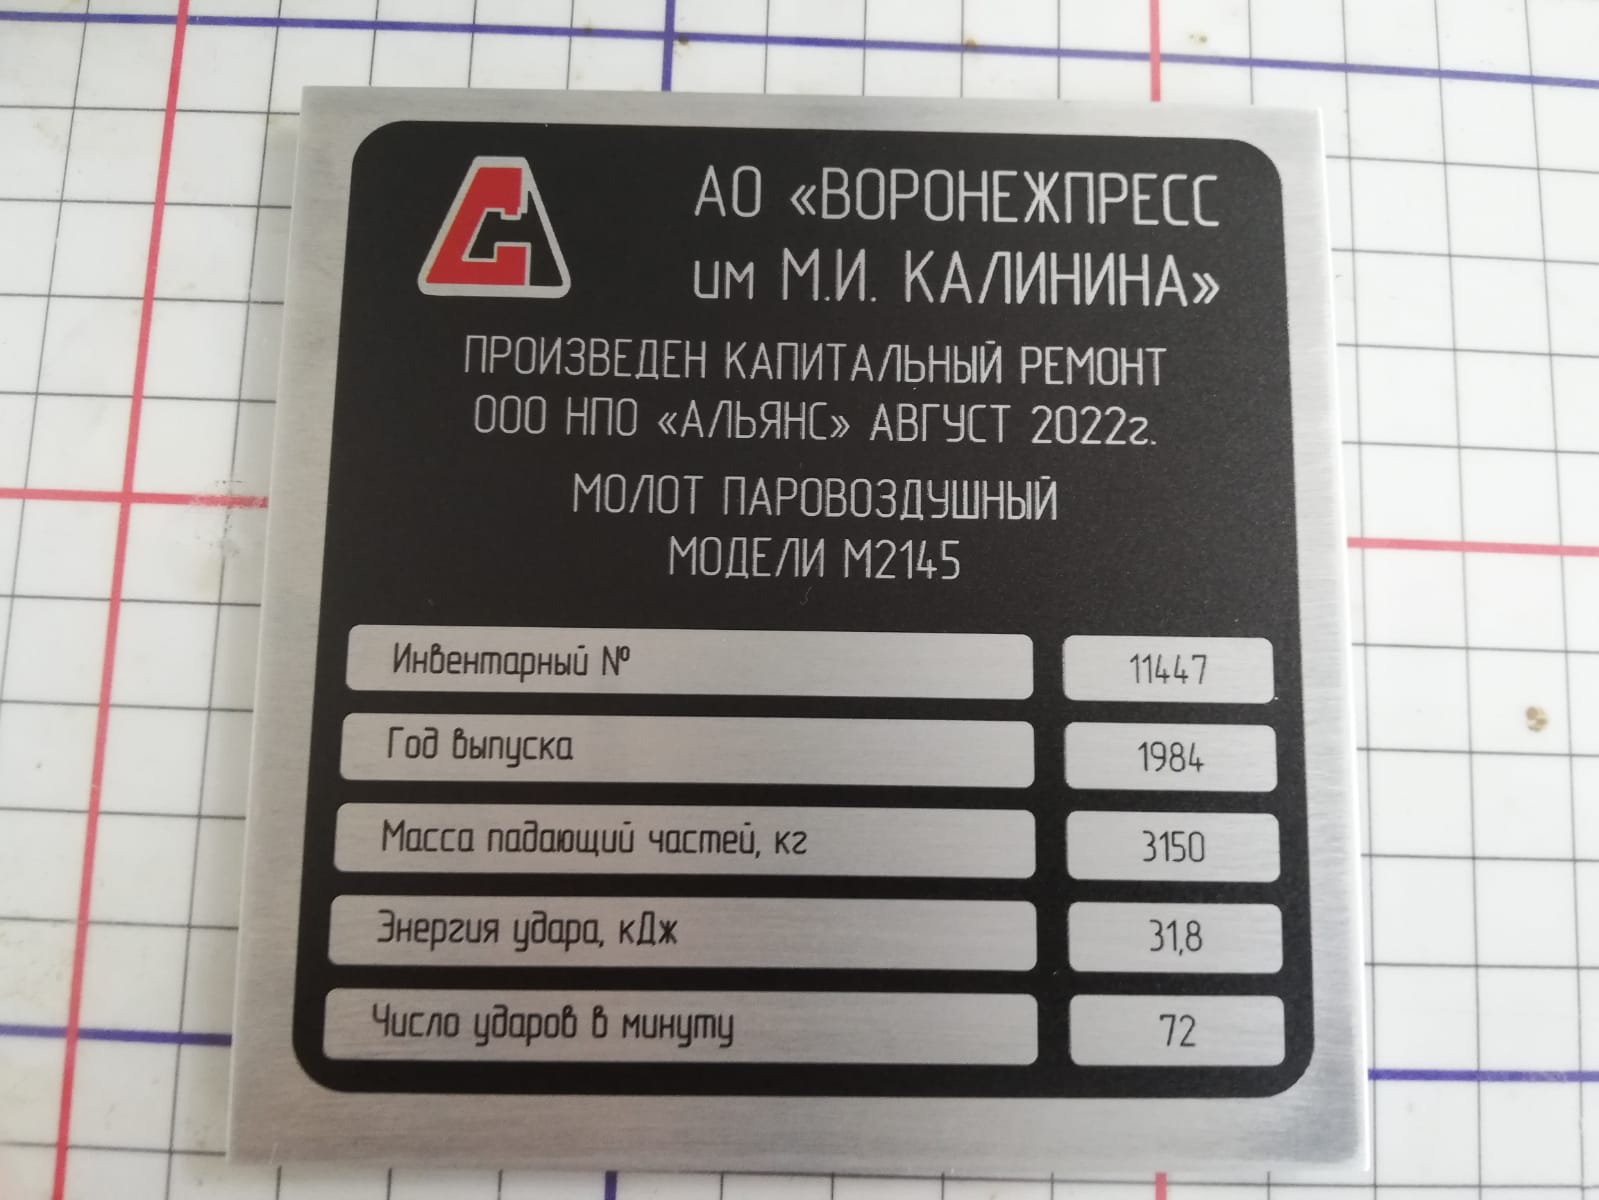 АО «ВОРОНЕЖПРЕСС
им М.И. КАЛИНИНА»
ПРОИЗВЕДЕН КАПИТАЛЬНЫЙ РЕМОНТ
ООО НПО «АЛЬЯНС» АВГУСТ 2022г.
МОЛОТ ПАРОВОЗДУШНЫЙ
МОДЕЛИ М2145
Инвентарный № 11447
Год выпуска 1984
Масса падающий частей, кг 3150
Энергия удара, кДж 31,8
Число ударов в минуту 72